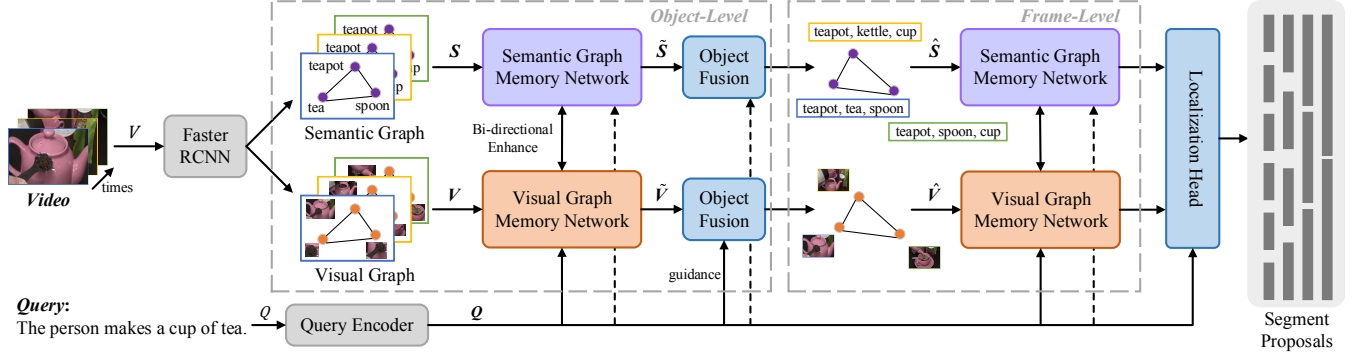 Object-Level
Frame-Level
teapot
teapot
teapot
cup
tea
spoon
Semantic Graph
S
Semantic Graph
Memory Network
S̃
Object
Fusion
teapot, kettle, cup
teapot, tea, spoon
teapot, spoon, cup
Ŝ
Semantic Graph
Memory Network
Localization Head
V
Faster
RCNN
times
Video
Bi-directional
Enhance
Visual Graph
V
Visual Graph
Memory Network
Ṽ
Object
Fusion
guidance
V̂
Visual Graph
Memory Network
Query:
The person makes a cup of tea.
Q
Query Encoder
Q
Segment
Proposals